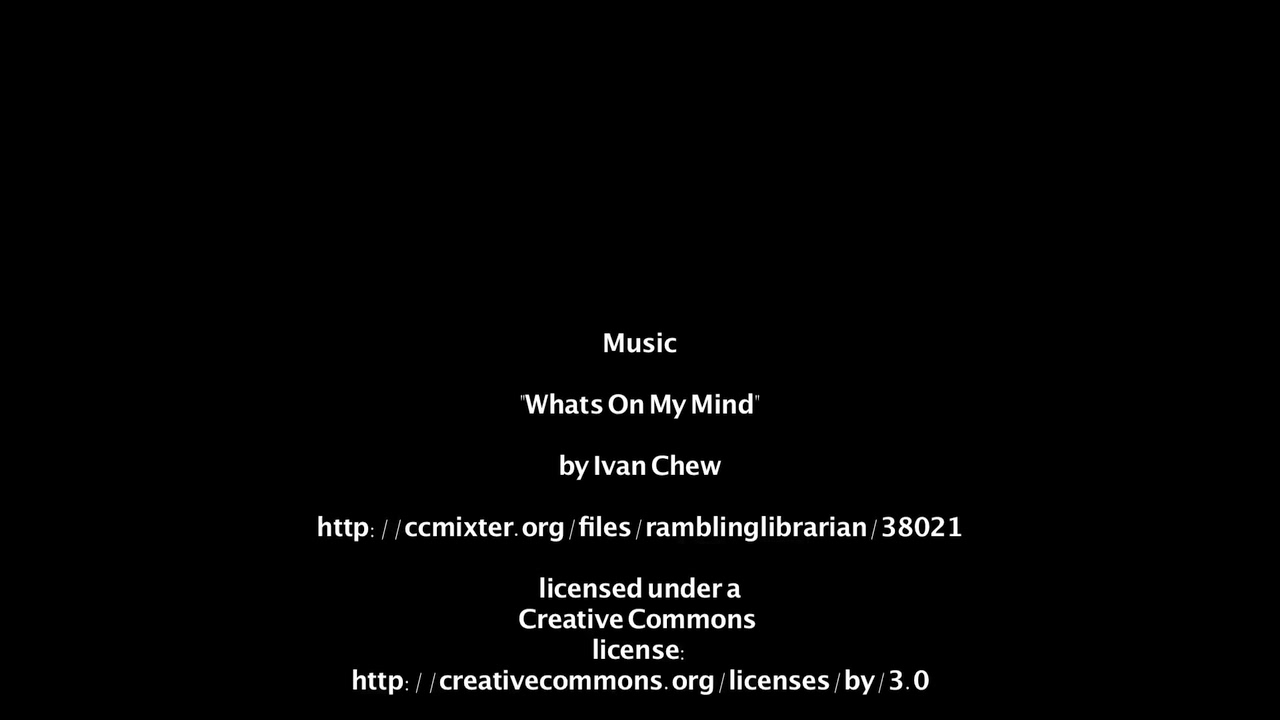 Music
"Whats On My Mind"
by Ivan Chew
http://ccmixter.org/files/ramblinglibrarian/38021
licensed under a
Creative Commons
license:
http://creativecommons.org/licenses/by/3.0